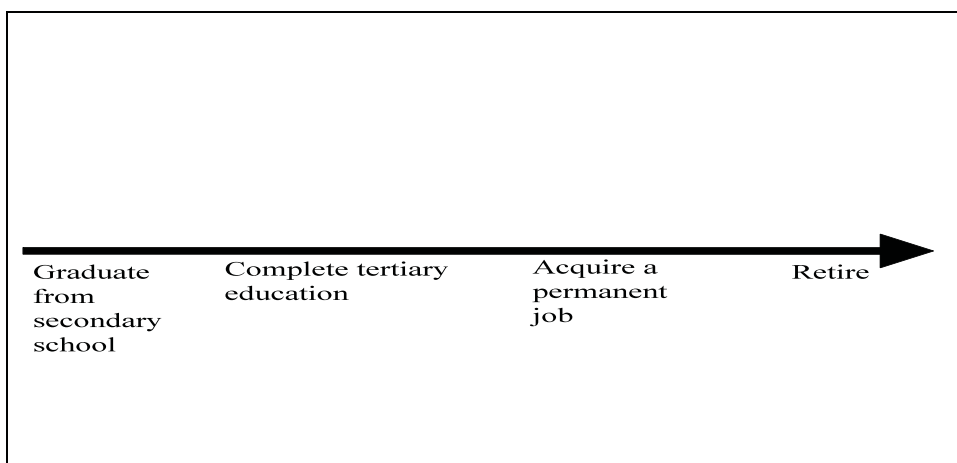 Graduate
from
secondary
school
Complete tertiary
education
Acquire a
permanent
job
Retire